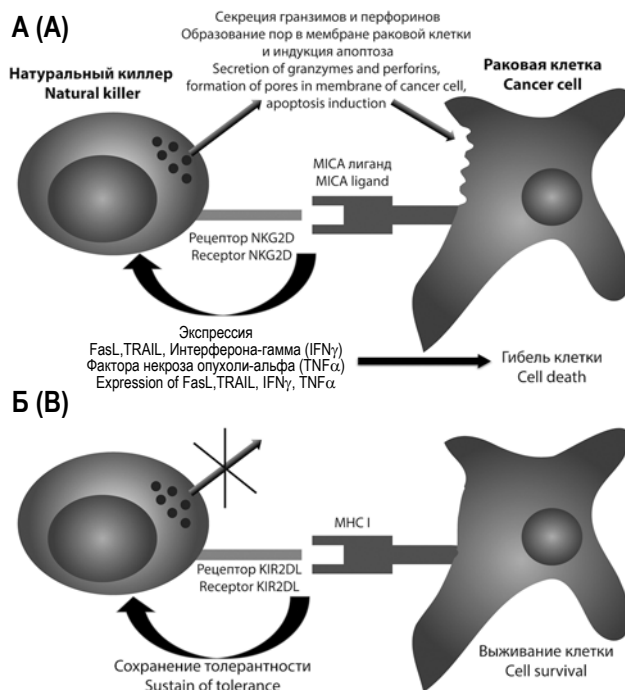 А (A)
Секреция гранзимов и перфоринов
Образование пор в мембране раковой клетки
и индукция апоптоза
Secretion of granzymes and perforins,
formation of pores in membrane of cancer cell,
apoptosis induction
Натуральный киллер
Natural killer
Раковая клетка
Cancer cell
MICA лиганд
MICA ligand
Рецептор NKG2D
Receptor NKG2D
Экспрессия
FasL,TRAIL, Интерферона-гамма (IFNγ)
Фактора некроза опухоли-альфа (TNFα)
Expression of FasL,TRAIL, IFNγ, TNFα
Гибель клетки
Cell death
Б (B)
MHC I
Рецептор KIR2DL
Receptor KIR2DL
Сохранение толерантности
Sustain of tolerance
Выживание клетки
Cell survival